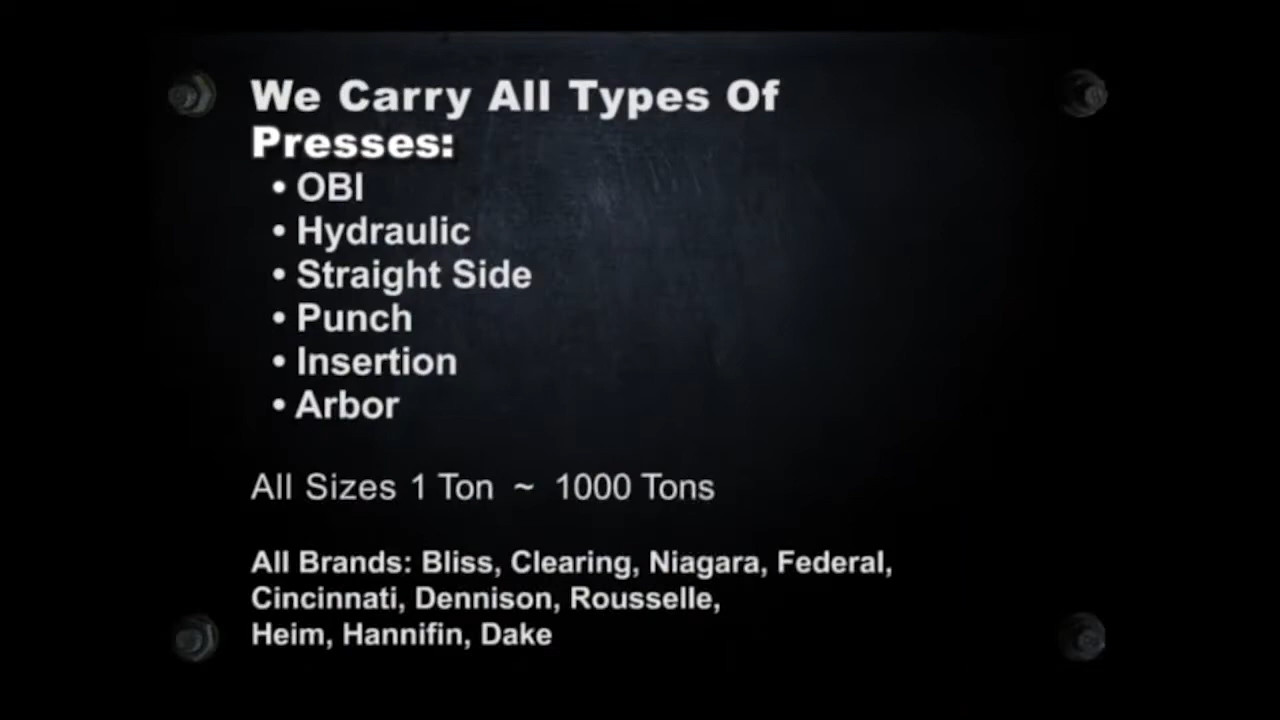 We Carry All Types Of
Presses:
• OBI
• Hydraulic
• Straight Side
• Punch
• Insertion
• Arbor
All Sizes 1 Ton ~ 1000 Tons
All Brands: Bliss, Clearing, Niagara, Federal,
Cincinnati, Dennison, Rousselle,
Heim, Hannifin, Dake